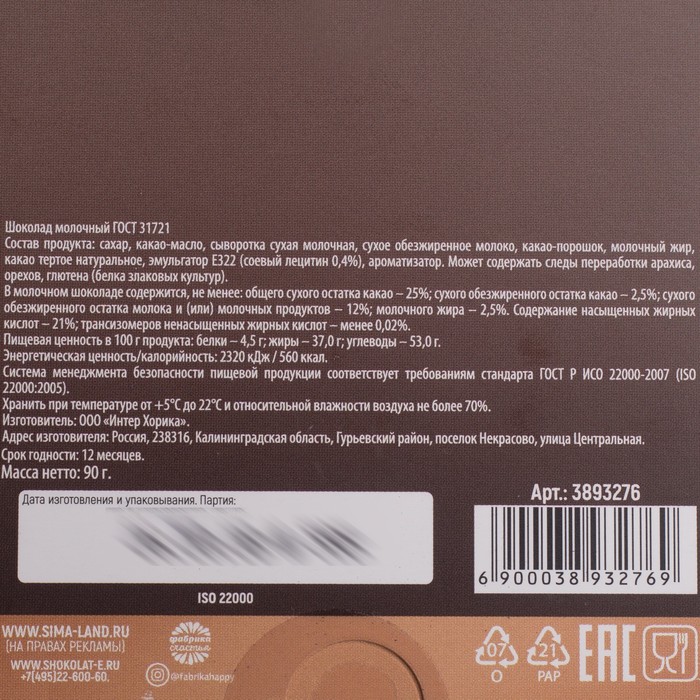 Шоколад молочный ГОСТ 31721
Состав продукта: сахар, какао-масло, сыворотка сухая молочная, сухое обезжиренное молоко, какао-порошок, молочный жир,
какао тертое натуральное, эмульгатор Е322 (соевый лецитин 0,4%), ароматизатор. Может содержать следы переработки арахиса,
орехов, глютена (белка злаковых культур).
В молочном шоколаде содержится, не менее: общего сухого остатка какао – 25%; сухого обезжиренного остатка какао – 2,5%; сухого
обезжиренного остатка молока и (или) молочных продуктов – 12%; молочного жира – 2,5%. Содержание насыщенных жирных
кислот – 21%; трансизомеров ненасыщенных жирных кислот – менее 0,02%.
Пищевая ценность в 100 г продукта: белки – 4,5 г; жиры – 37,0 г; углеводы – 53,0 г.
Энергетическая ценность/калорийность: 2320 кДж / 560 ккал.
Система менеджмента безопасности пищевой продукции соответствует требованиям стандарта ГОСТ Р ИСО 22000-2007 (ISO
22000:2005).
Хранить при температуре от +5°С до 22°С и относительной влажности воздуха не более 70%.
Изготовитель: ООО «Интер Хорика».
Адрес изготовителя: Россия, 238316, Калининградская область, Гурьевский район, поселок Некрасово, улица Центральная.
Срок годности: 12 месяцев.
Масса нетто: 90 г.
Дата изготовления и упаковывания. Партия:
Арт.: 3893276
6 900038 932769
ISO 22000
WWW.SIMA-LAND.RU
(НА ПРАВАХ РЕКЛАМЫ)
WWW.SHOKOLAT-E.RU
+7(495)22-600-60.
фабрика
счастья
@fabrikahappy
07
O
21
PAP
EAC